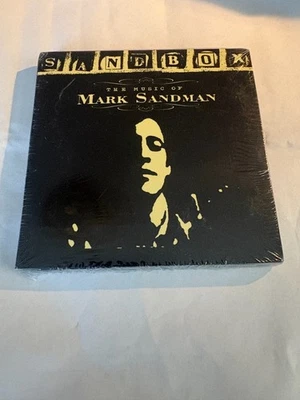 SANDBOX
THE MUSIC OF
MARK SANDMAN